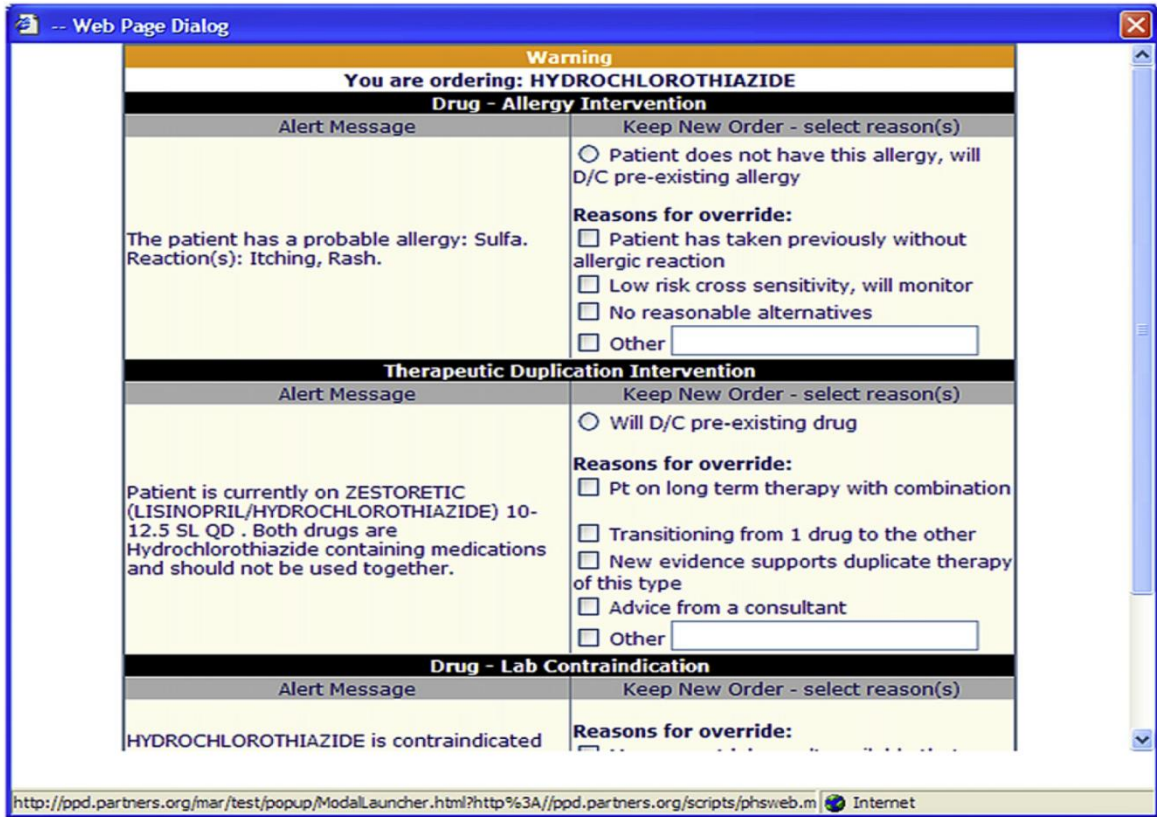 -- Web Page Dialog
Warning
You are ordering: HYDROCHLOROTHIAZIDE
Drug - Allergy Intervention
Alert Message
Keep New Order - select reason(s)
The patient has a probable allergy: Sulfa.
Reaction(s): Itching, Rash.
Patient does not have this allergy, will
D/C pre-existing allergy
Reasons for override:
Patient has taken previously without
allergic reaction
Low risk cross sensitivity, will monitor
No reasonable alternatives
Other
Therapeutic Duplication Intervention
Alert Message
Keep New Order - select reason(s)
Patient is currently on ZESTORETIC
(LISINOPRIL/HYDROCHLOROTHIAZIDE) 10-
12.5 SL QD . Both drugs are
Hydrochlorothiazide containing medications
and should not be used together.
Will D/C pre-existing drug
Reasons for override:
Pt on long term therapy with combination
Transitioning from 1 drug to the other
New evidence supports duplicate therapy
of this type
Advice from a consultant
Other
Drug - Lab Contraindication
Alert Message
Keep New Order - select reason(s)
HYDROCHLOROTHIAZIDE is contraindicated
Reasons for override:
http://ppd.partners.org/mar/test/popup/ModalLauncher.html?http%3A//ppd.partners.org/scripts/phsweb.m
Internet